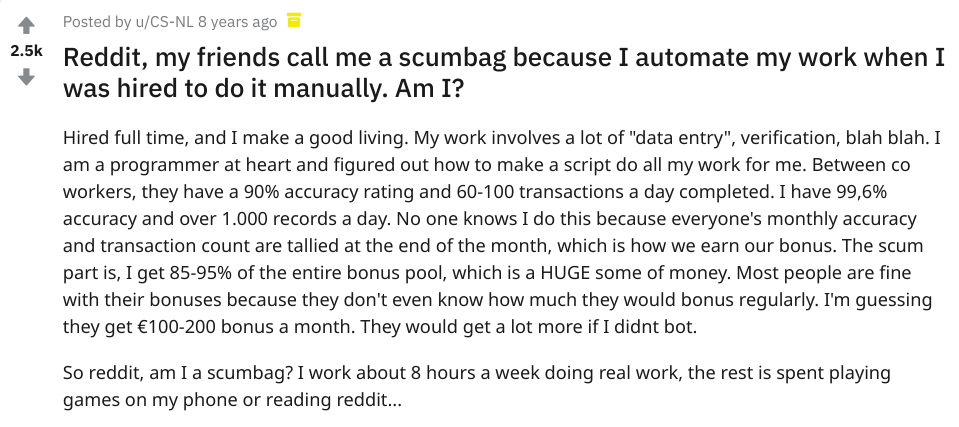 Posted by u/CS-NL 8 years ago
2.5k
Reddit, my friends call me a scumbag because I automate my work when I
was hired to do it manually. Am I?
Hired full time, and I make a good living. My work involves a lot of "data entry", verification, blah blah. I
am a programmer at heart and figured out how to make a script do all my work for me. Between co
workers, they have a 90% accuracy rating and 60-100 transactions a day completed. I have 99,6%
accuracy and over 1.000 records a day. No one knows I do this because everyone's monthly accuracy
and transaction count are tallied at the end of the month, which is how we earn our bonus. The scum
part is, I get 85-95% of the entire bonus pool, which is a HUGE some of money. Most people are fine
with their bonuses because they don't even know how much they would bonus regularly. I'm guessing
they get €100-200 bonus a month. They would get a lot more if I didnt bot.
So reddit, am I a scumbag? I work about 8 hours a week doing real work, the rest is spent playing
games on my phone or reading reddit...